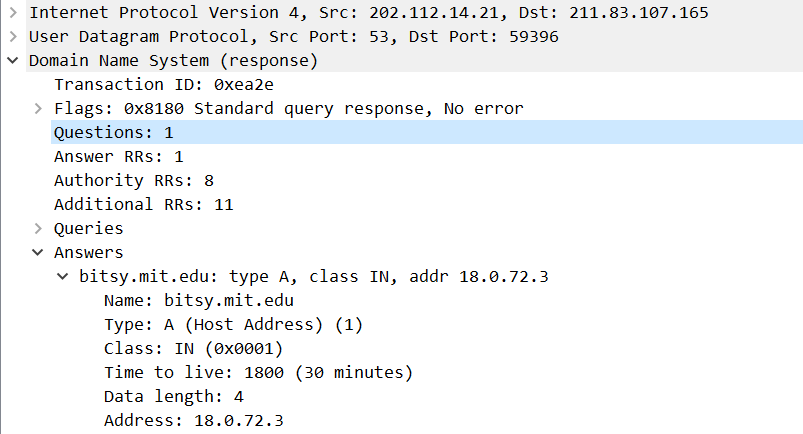 Internet Protocol Version 4, Src: 202.112.14.21, Dst: 211.83.107.165
User Datagram Protocol, Src Port: 53, Dst Port: 59396
Domain Name System (response)
Transaction ID: 0xea2e
Flags: 0x8180 Standard query response, No error
Questions: 1
Answer RRs: 1
Authority RRs: 8
Additional RRs: 11
Queries
Answers
bitsy.mit.edu: type A, class IN, addr 18.0.72.3
Name: bitsy.mit.edu
Type: A (Host Address) (1)
Class: IN (0x0001)
Time to live: 1800 (30 minutes)
Data length: 4
Address: 18.0.72.3